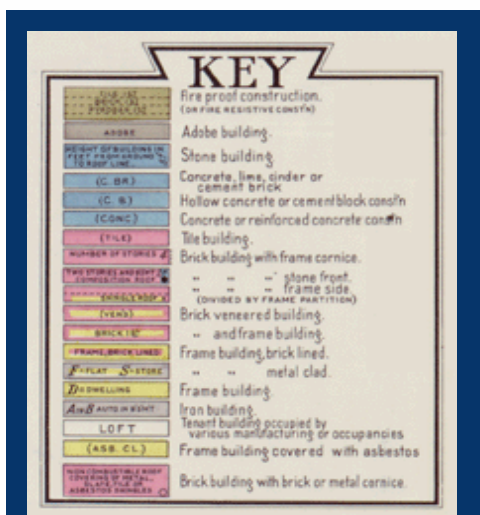 KEY
Fire proof construction.
(OR FIRE RESISTIVE CONST'N)
ADOBE
Adobe building.
HEIGHT OF BUILDING IN
FEET FROM GROUND
TO ROOF LINE
Stone building
(C. BR)
Concrete, lime, cinder or
cement brick
(C. B.)
Hollow concrete or cement block const'n
(CONC)
Concrete or reinforced concrete const'n
(TILE)
Tile building.
NUMBER OF STORIES
Brick building with frame cornice.
TWO STORIES AND B'M'T
COMPOSITION ROOF
" " " stone front.
" " " frame side.
(DIVIDED BY FRAME PARTITION)
SHINGLE ROOF x
(VEN'D)
Brick veneered building.
BRICK 1ST
" and frame building.
(FRAME, BRICK LINED)
Frame building, brick lined.
F=FLAT S=STORE
" " metal clad.
D=DWELLING
Frame building.
A IN B AUTO IN B'M'T
Iron building.
LOFT
Tenant building occupied by
various manufacturing or occupancies
(ASB. CL.)
Frame building covered with asbestos
NON COMBUSTIBLE ROOF
COVERING OF METAL,
SLATE, TILE OR
ASBESTOS SHINGLES
Brick building with brick or metal cornice.